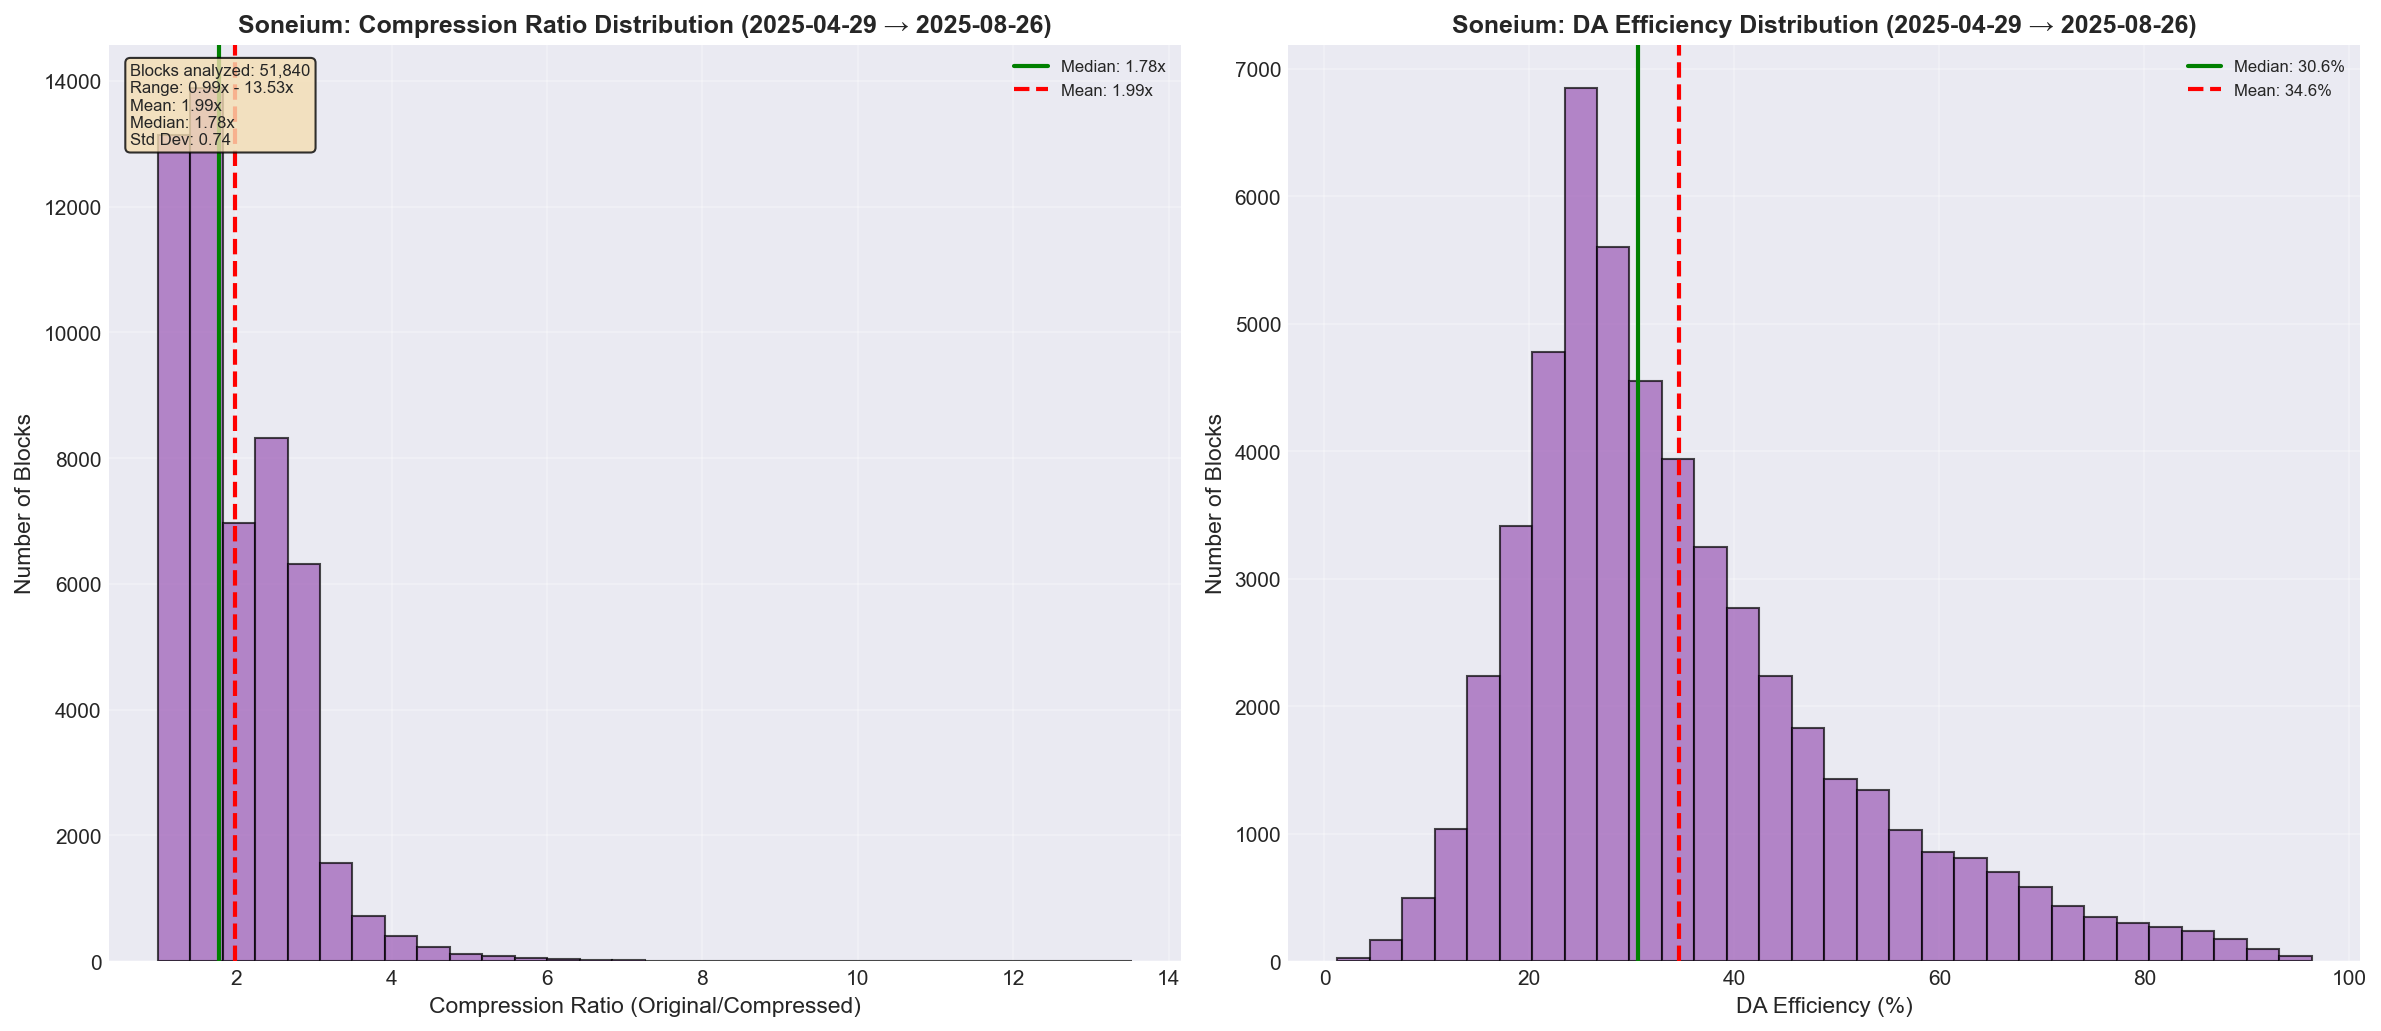 Soneium: Compression Ratio Distribution (2025-04-29 → 2025-08-26)
Blocks analyzed: 51,840
Range: 0.99x - 13.53x
Mean: 1.99x
Median: 1.78x
Std Dev: 0.74
Median: 1.78x
Mean: 1.99x
Number of Blocks
14000
12000
10000
8000
6000
4000
2000
0
2 4 6 8 10 12 14
Compression Ratio (Original/Compressed)
Soneium: DA Efficiency Distribution (2025-04-29 → 2025-08-26)
Median: 30.6%
Mean: 34.6%
Number of Blocks
7000
6000
5000
4000
3000
2000
1000
0
0 20 40 60 80 100
DA Efficiency (%)